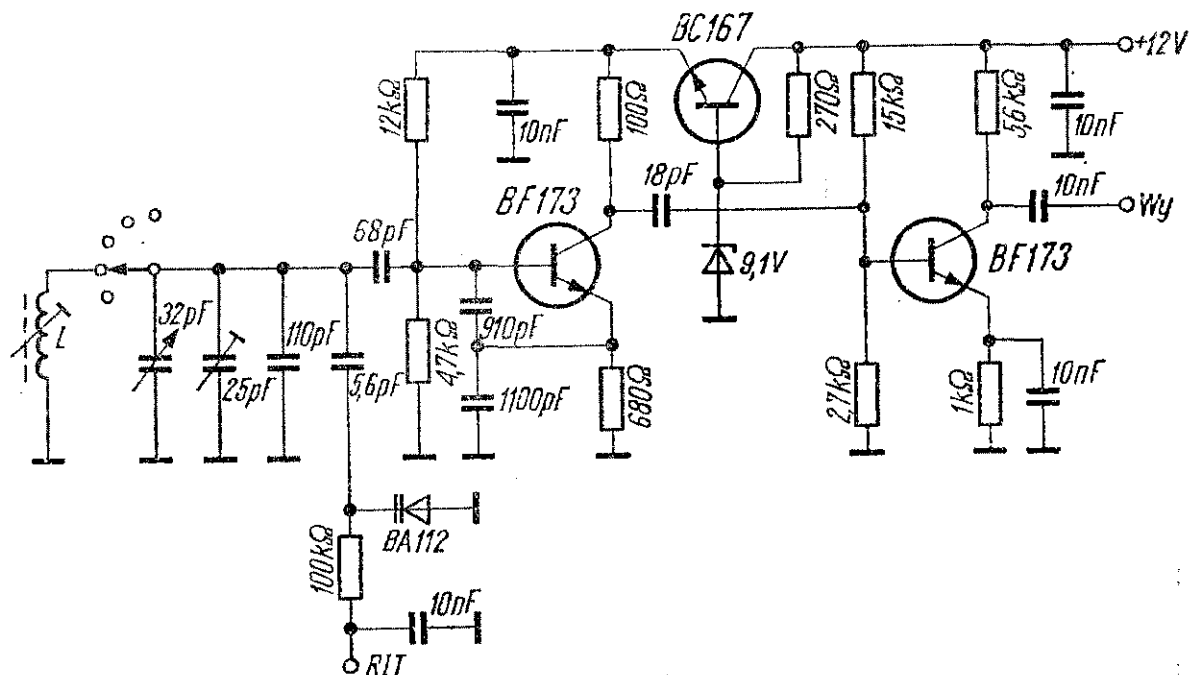 BC167
+12V
12kΩ
10nF
100Ω
270Ω
15kΩ
5,6kΩ
10nF
18pF
10nF
Wy
BF173
68pF
9,1V
BF173
32pF
L
110pF
910pF
25pF
5,6pF
4,7kΩ
1100pF
680Ω
2,7kΩ
1kΩ
10nF
BA112
100kΩ
10nF
RIT